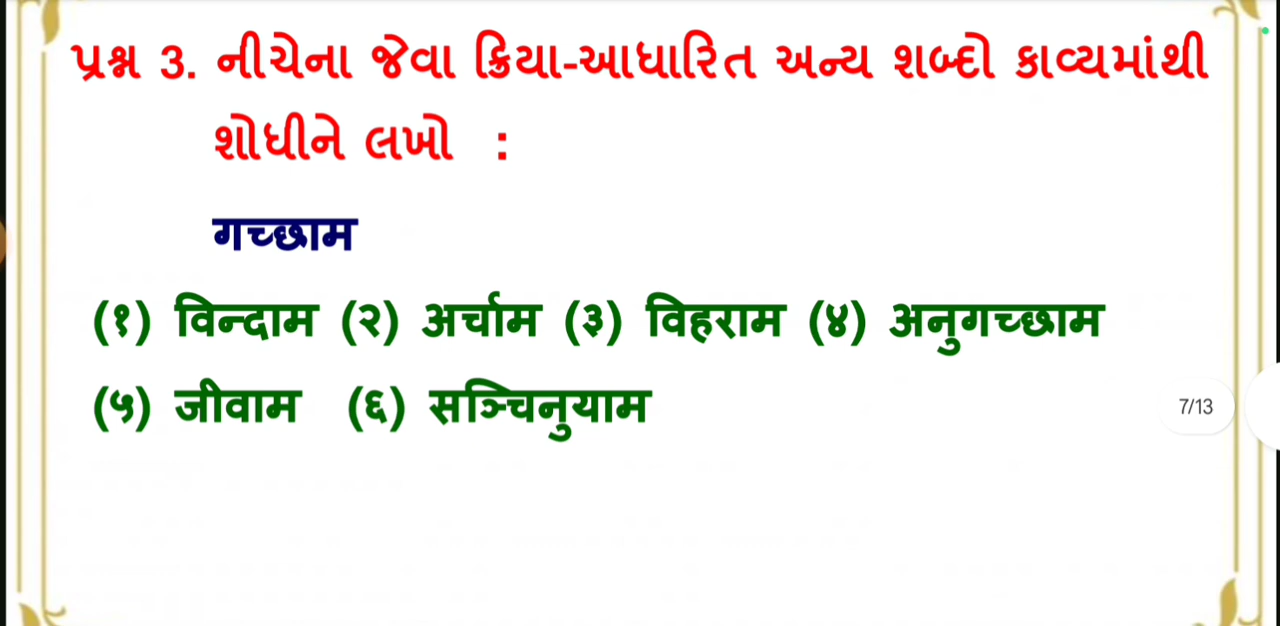 પ્રશ્ન 3. નીચેના જેવા ક્રિયા-આધારિત અન્ય શબ્દો કાવ્યમાંથી
શોધીને લખો :
गच्छाम
(१) विन्दाम (२) अर्चाम (३) विहराम (४) अनुगच्छाम
(५) जीवाम (६) सञ्चिनुयाम
7/13